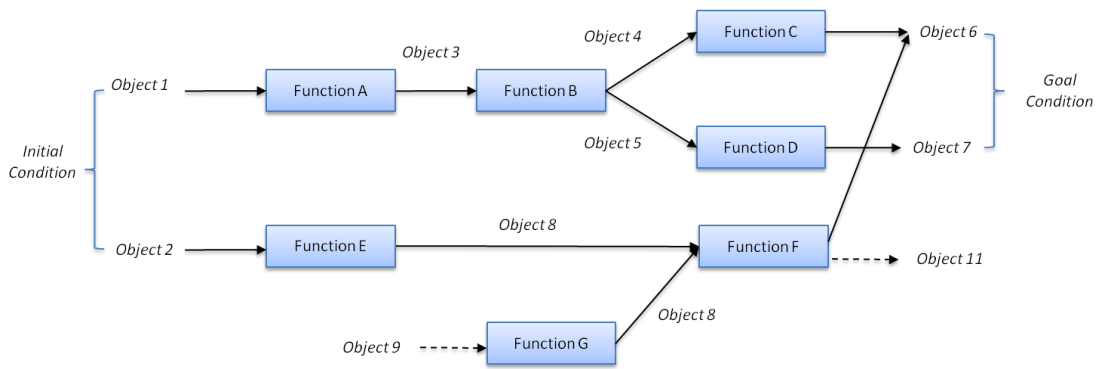 Function C
Object 6
Object 4
Object 3
Object 1
Function A
Function B
Goal
Condition
Object 5
Function D
Object 7
Initial
Condition
Object 8
Object 2
Function E
Function F
Object 11
Object 8
Object 9
Function G